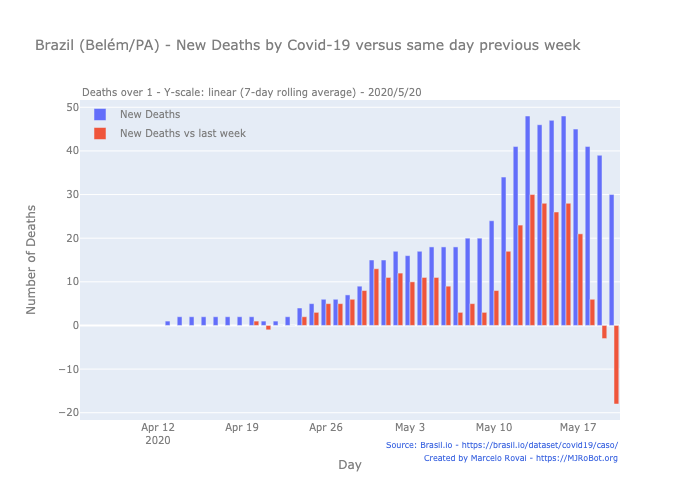 Brazil (Belém/PA) - New Deaths by Covid-19 versus same day previous week
Deaths over 1 - Y-scale: linear (7-day rolling average) - 2020/5/20
New Deaths
New Deaths vs last week
Number of Deaths
50
40
30
20
10
0
−10
−20
Apr 12
2020
Apr 19
Apr 26
May 3
May 10
May 17
Day
Source: Brasil.io - https://brasil.io/dataset/covid19/caso/
Created by Marcelo Rovai - https://MJRoBot.org